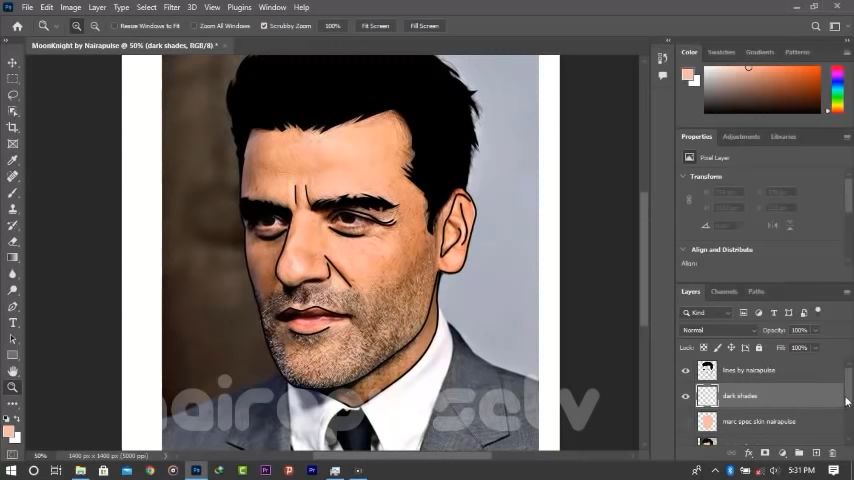 File Edit Image Layer Type Select Filter 3D View Plugins Window Help
Resize Windows to Fit Zoom All Windows Scrubby Zoom 100% Fit Screen Fill Screen
MoonKnight by Nairapulse @ 50% (dark shades, RGB/8) *
Color Swatches Gradients Patterns
Properties Adjustments Libraries
Pixel Layer
Transform
Align and Distribute
Align:
Layers Channels Paths
Kind
Normal Opacity: 100%
Lock: Fill: 100%
lines by nairapulse
dark shades
marc spec skin nairapulse
50% 1400 px x 1400 px (5000 ppi)
5:31 PM